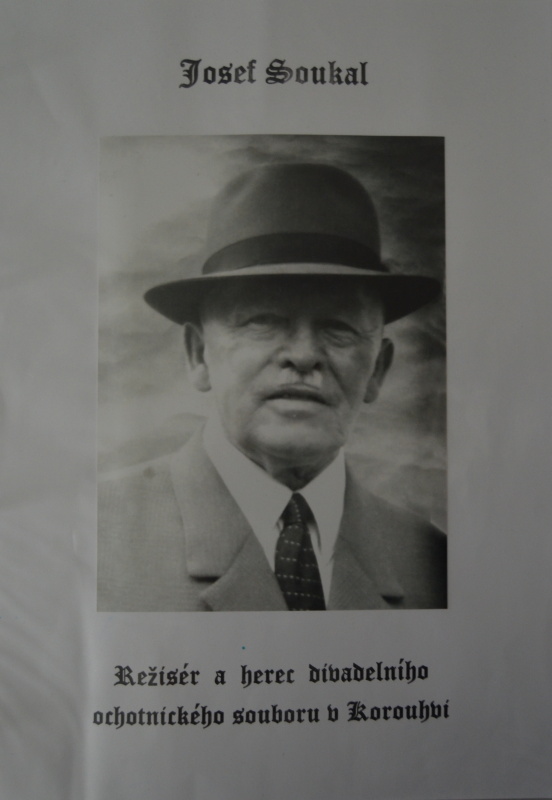 Josef Soukal
Režisér a herec divadelního
ochotnického souboru v Korouhvi